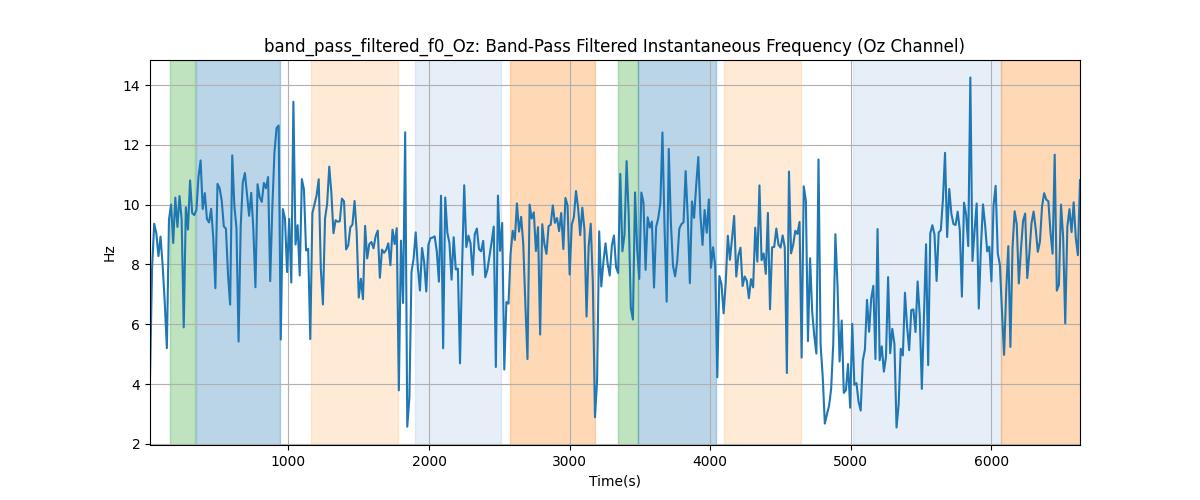 band_pass_filtered_f0_Oz: Band-Pass Filtered Instantaneous Frequency (Oz Channel)
14
12
10
8
6
4
2
Hz
1000 2000 3000 4000 5000 6000
Time(s)